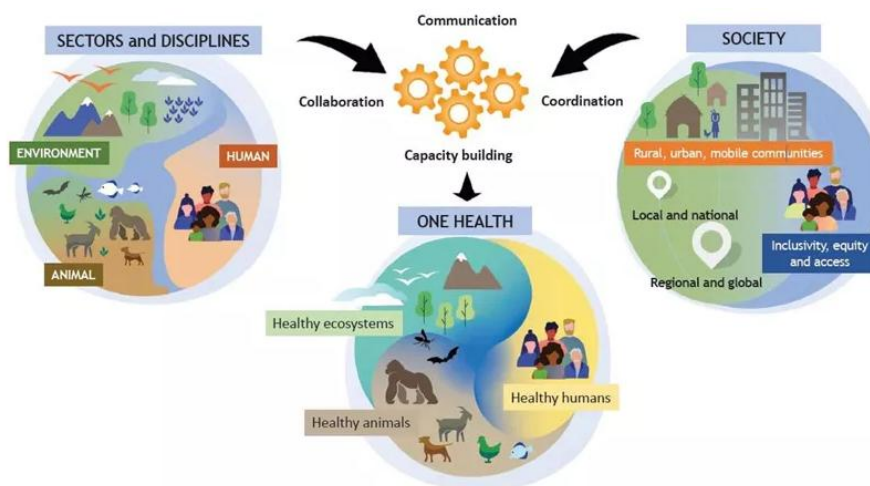 Communication
SECTORS and DISCIPLINES
SOCIETY
Collaboration
Coordination
ENVIRONMENT
HUMAN
Rural, urban, mobile communities
Capacity building
Local and national
ONE HEALTH
Inclusivity, equity
and access
ANIMAL
Regional and global
Healthy ecosystems
Healthy humans
Healthy animals